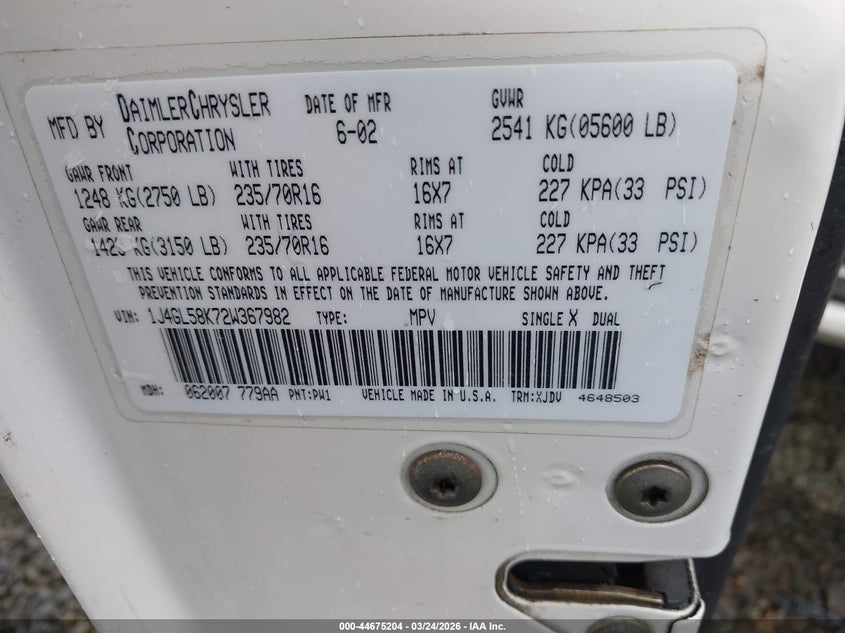 MFD BY DAIMLERCHRYSLER CORPORATION DATE OF MFR 6-02 GVWR 2541 KG(05600 LB)
GAWR FRONT WITH TIRES RIMS AT COLD
1248 KG(2750 LB) 235/70R16 16X7 227 KPA(33 PSI)
GAWR REAR WITH TIRES RIMS AT COLD
KG(3150 LB) 235/70R16 16X7 227 KPA(33 PSI)
THIS VEHICLE CONFORMS TO ALL APPLICABLE FEDERAL MOTOR VEHICLE SAFETY AND THEFT
PREVENTION STANDARDS IN EFFECT ON THE DATE OF MANUFACTURE SHOWN ABOVE.
VIN: 1J4GL58K72W367982 TYPE: MPV SINGLE X DUAL
MDH: 062007 779AA PNT:PW1 VEHICLE MADE IN U.S.A. TRM:XJDV 4648503
000-44675204 — 03/24/2026 — IAA Inc.